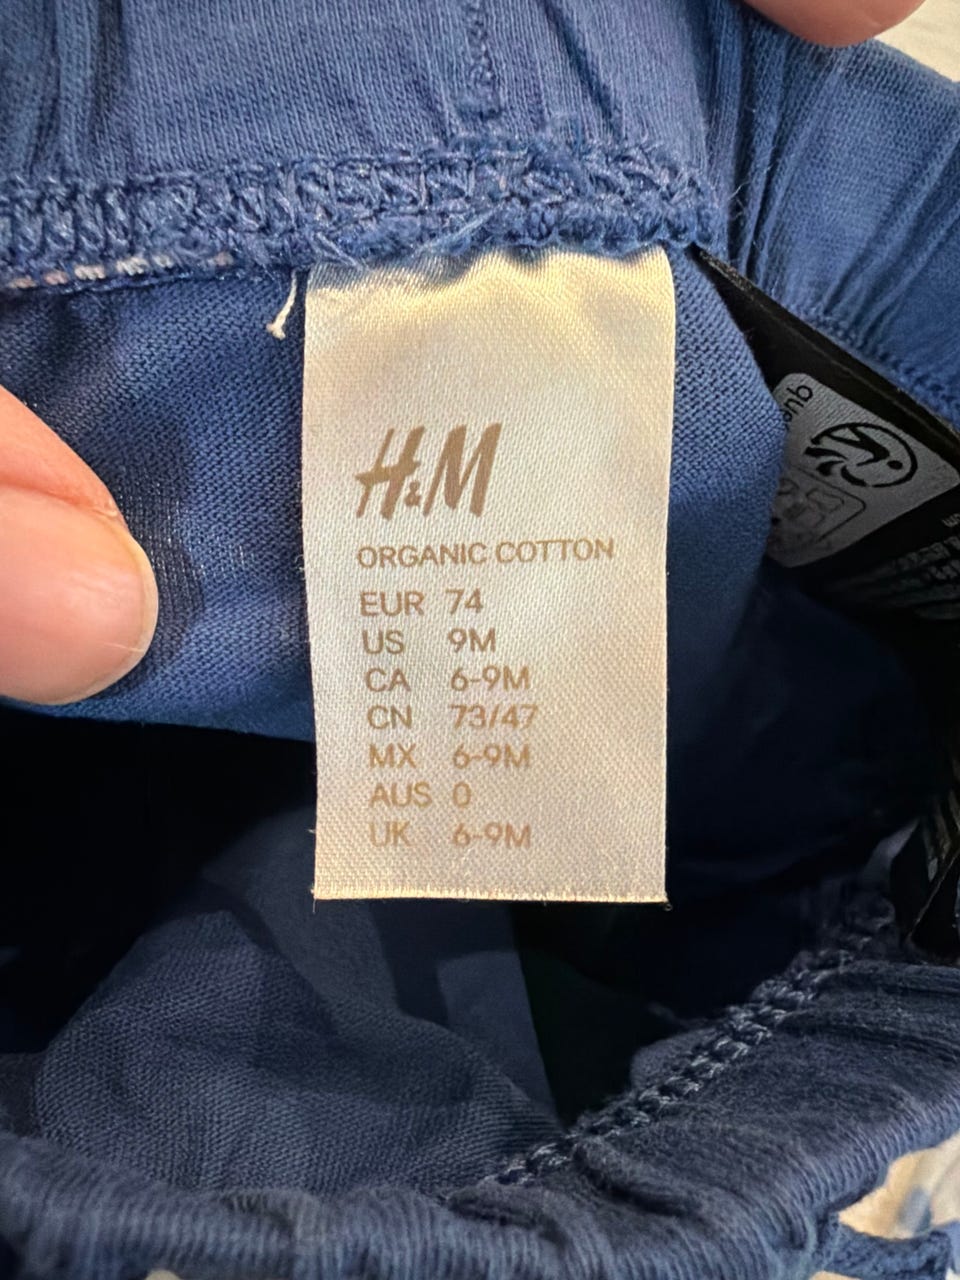 H&M
ORGANIC COTTON
EUR 74
US 9M
CA 6-9M
CN 73/47
MX 6-9M
AUS 0
UK 6-9M